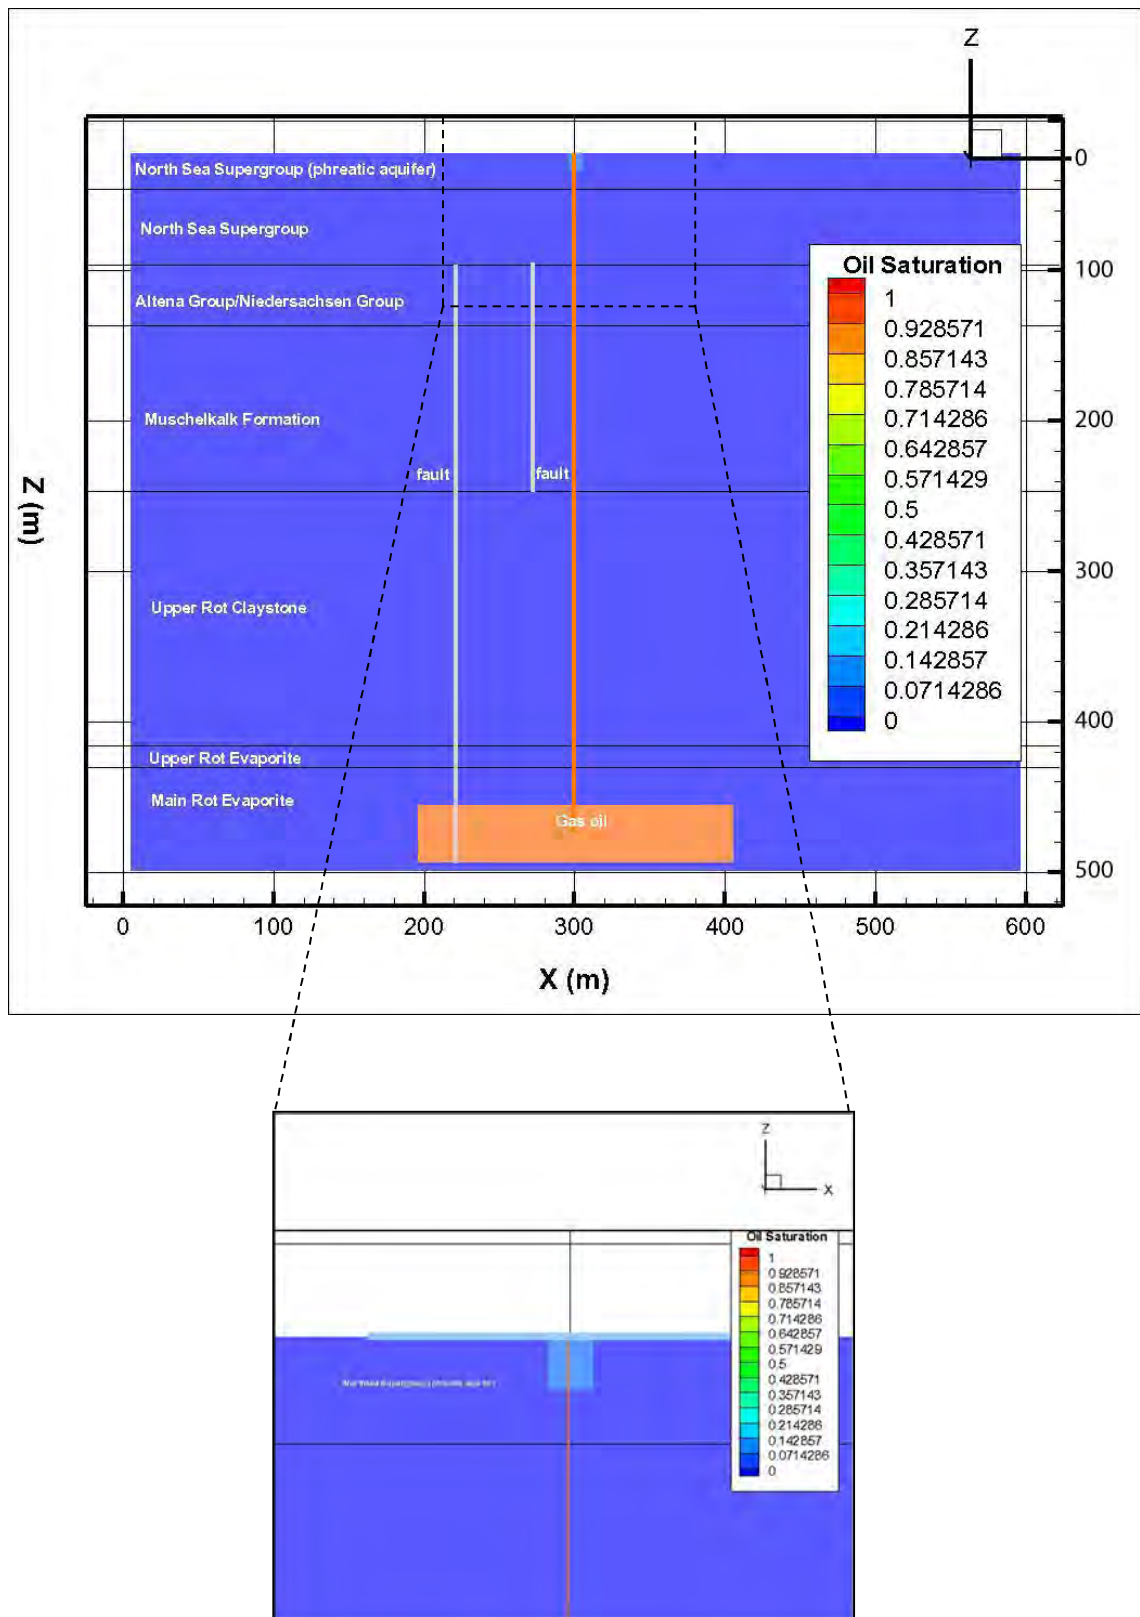 Z
0
North Sea Supergroup (phreatic aquifer)
North Sea Supergroup
Oil Saturation
100
Altena Group/Niedersachsen Group
1
0.928571
0.857143
0.785714
0.714286
0.642857
0.571429
0.5
0.428571
0.357143
0.285714
0.214286
0.142857
0.0714286
0
Muschelkalk Formation
200
fault
fault
Z (m)
300
Upper Rot Claystone
400
Upper Rot Evaporite
Main Rot Evaporite
Gas oil
500
0 100 200 300 400 500 600
X (m)
Z
X
Oil Saturation
1
0.928571
0.857143
0.785714
0.714286
0.642857
0.571429
0.5
0.428571
0.357143
0.285714
0.214286
0.142857
0.0714286
0